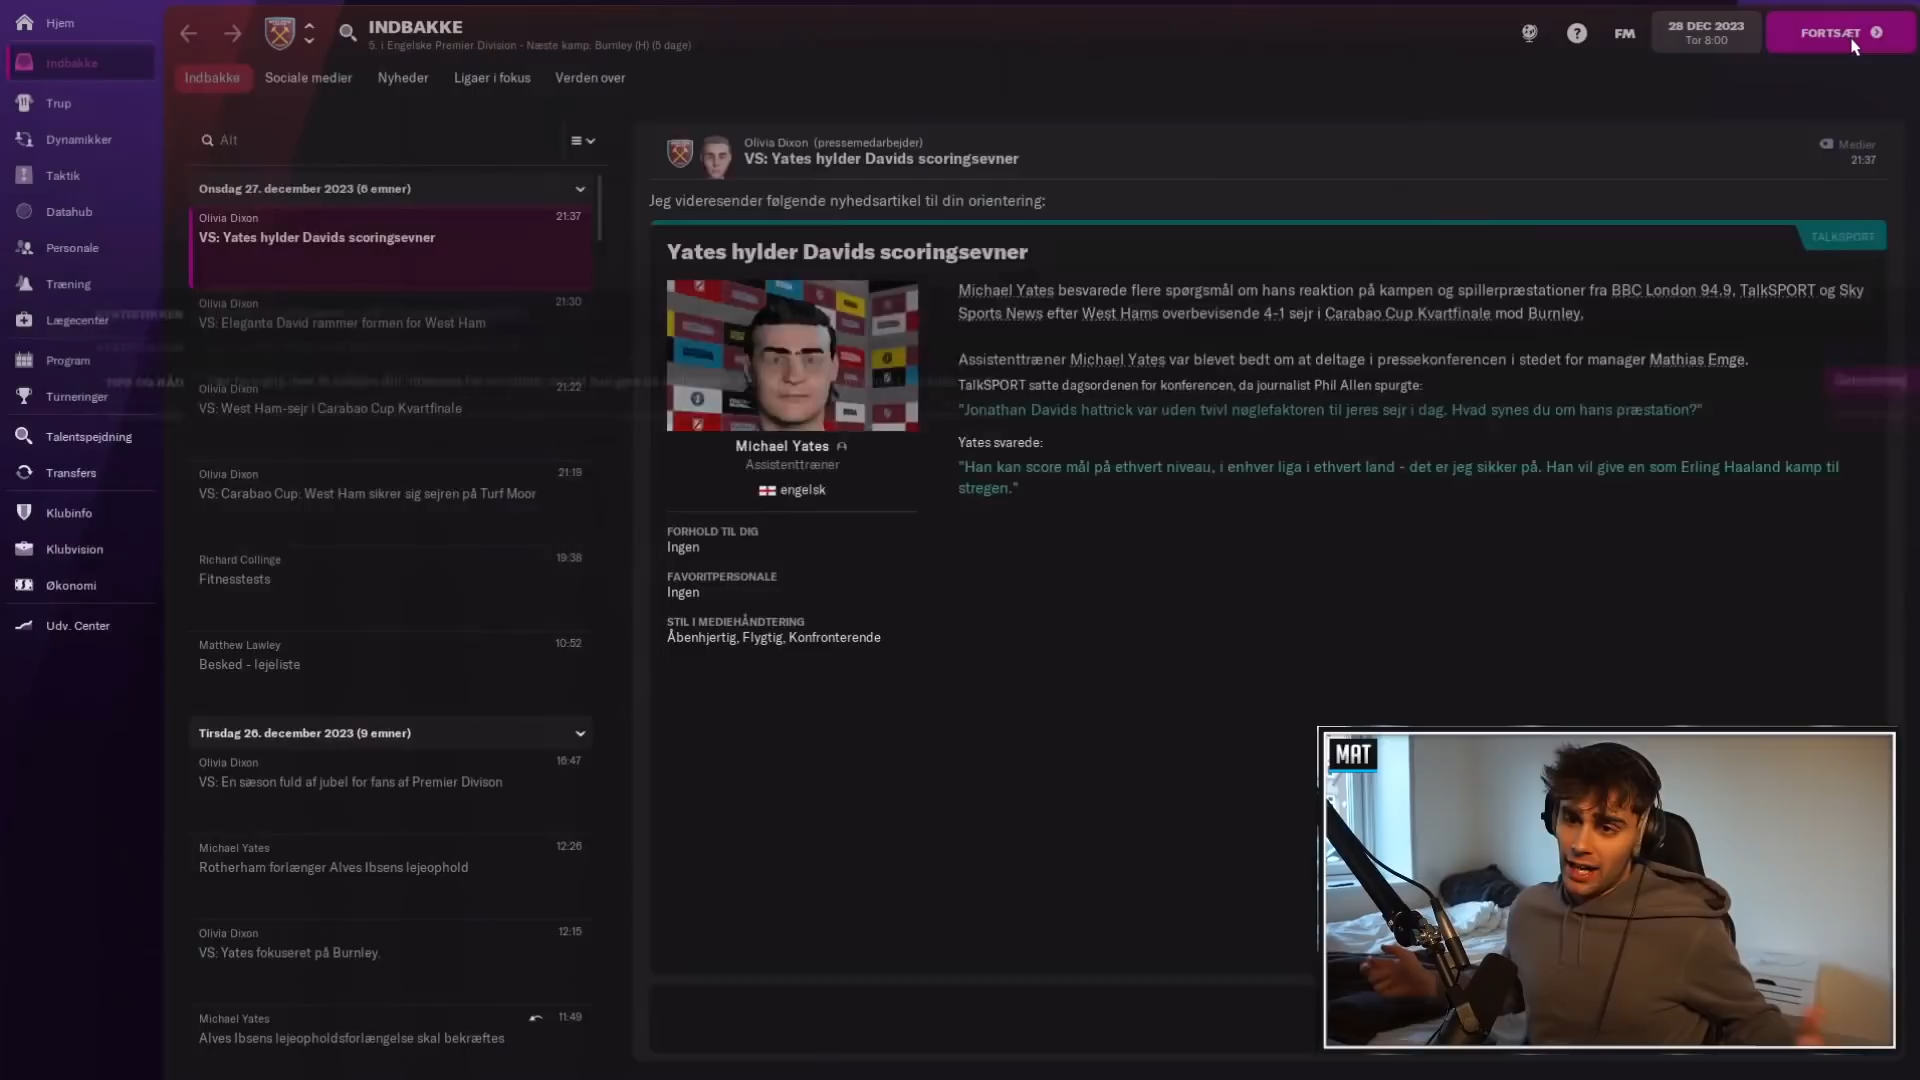 Hjem
Indbakke
Trup
Dynamikker
Taktik
Datahub
Personale
Træning
Lægecenter
Program
Turneringer
Talentspejdning
Transfers
Klubinfo
Klubvision
Økonomi
Udv. Center
INDBAKKE
5. i Engelske Premier Division - Næste kamp: Burnley (H) (5 dage)
FM
28 DEC 2023
Tor 8:00
FORTSÆT
Indbakke
Sociale medier
Nyheder
Ligaer i fokus
Verden over
Alt
Onsdag 27. december 2023 (6 emner)
Olivia Dixon 21:37
VS: Yates hylder Davids scoringsevner
Olivia Dixon 21:30
VS: Elegante David rammer formen for West Ham
Olivia Dixon 21:22
VS: West Ham-sejr i Carabao Cup Kvartfinale
Olivia Dixon 21:19
VS: Carabao Cup: West Ham sikrer sig sejren på Turf Moor
Richard Collinge 19:38
Fitnesstests
Matthew Lawley 10:52
Besked - lejeliste
Tirsdag 26. december 2023 (9 emner)
Olivia Dixon 16:47
VS: En sæson fuld af jubel for fans af Premier Divison
Michael Yates 12:26
Rotherham forlænger Alves Ibsens lejeophold
Olivia Dixon 12:15
VS: Yates fokuseret på Burnley.
Michael Yates 11:49
Alves Ibsens lejeopholdsforlængelse skal bekræftes
Olivia Dixon (pressemedarbejder)
VS: Yates hylder Davids scoringsevner
Medier
21:37
Jeg videresender følgende nyhedsartikel til din orientering:
TALKSPORT
Yates hylder Davids scoringsevner
Michael Yates
Assistenttræner
engelsk
FORHOLD TIL DIG
Ingen
FAVORITPERSONALE
Ingen
STIL I MEDIEHÅNDTERING
Åbenhjertig, Flygtig, Konfronterende
Michael Yates besvarede flere spørgsmål om hans reaktion på kampen og spillerpræstationer fra BBC London 94.9, TalkSPORT og Sky
Sports News efter West Hams overbevisende 4-1 sejr i Carabao Cup Kvartfinale mod Burnley.
Assistenttræner Michael Yates var blevet bedt om at deltage i pressekonferencen i stedet for manager Mathias Emge.
TalkSPORT satte dagsordenen for konferencen, da journalist Phil Allen spurgte:
"Jonathan Davids hattrick var uden tvivl nøglefaktoren til jeres sejr i dag. Hvad synes du om hans præstation?"
Yates svarede:
"Han kan score mål på ethvert niveau, i enhver liga i ethvert land - det er jeg sikker på. Han vil give en som Erling Haaland kamp til
stregen."
MAT